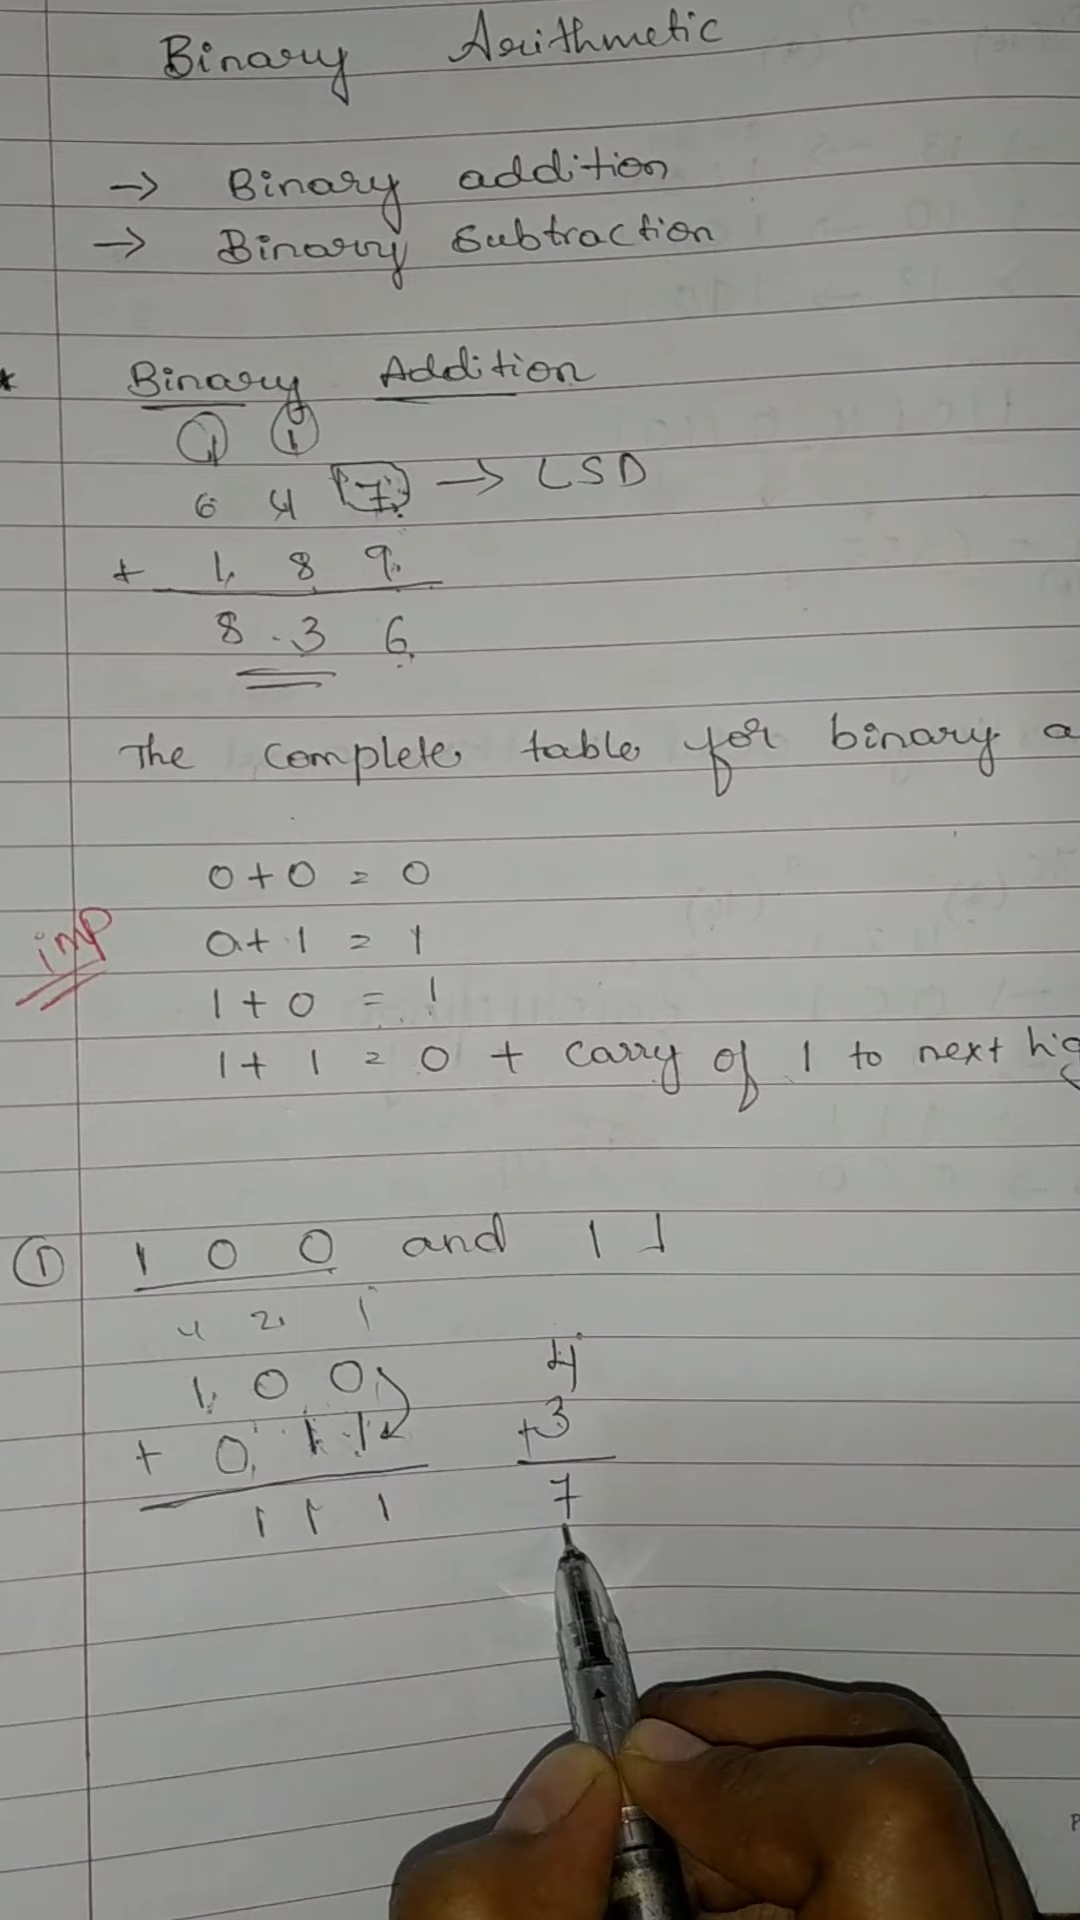 Binary Arithmetic
→ Binary addition
→ Binary Subtraction
* Binary Addition
1 1
6 4 7 → LSD
+ 1 8 9
8 3 6
The complete table for binary a
0 + 0 = 0
imp
0 + 1 = 1
1 + 0 = 1
1 + 1 = 0 + carry of 1 to next hig
① 1 0 0 and 1 1
4 2 1
1 0 0 4
+ 0 1 1 +3
1 1 1 7